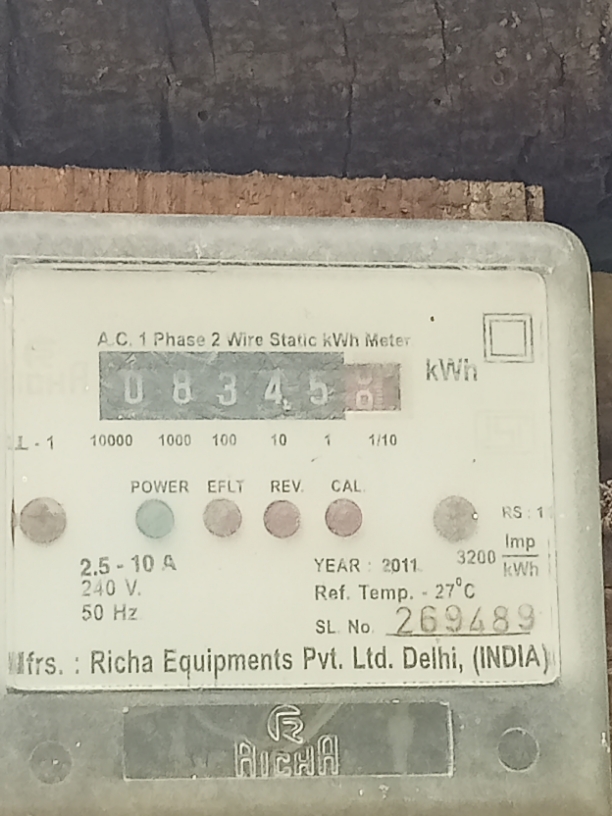 A.C. 1 Phase 2 Wire Static kWh Meter
0 8 3 4 5 kWh
10000 1000 100 10 1 1/10
POWER EFLT REV. CAL.
RS : 1
2.5 - 10 A YEAR : 2011 3200 Imp/kWh
240 V. Ref. Temp. - 27°C
50 Hz SL. No. 269489
Mfrs. : Richa Equipments Pvt. Ltd. Delhi, (INDIA)
RICHA